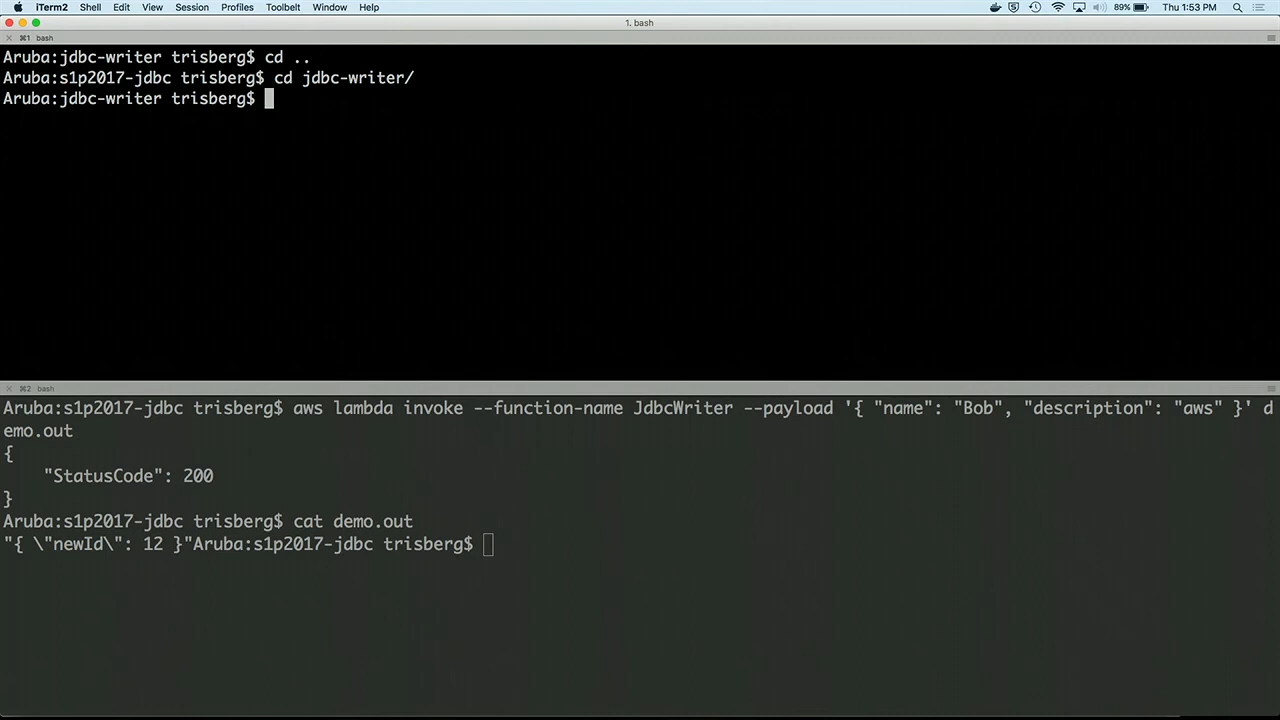 iTerm2 Shell Edit View Session Profiles Toolbelt Window Help 89% Thu 1:53 PM
1. bash
⌘1 bash
Aruba:jdbc-writer trisberg$ cd ..
Aruba:s1p2017-jdbc trisberg$ cd jdbc-writer/
Aruba:jdbc-writer trisberg$
⌘2 bash
Aruba:s1p2017-jdbc trisberg$ aws lambda invoke --function-name JdbcWriter --payload '{ "name": "Bob", "description": "aws" }' d
emo.out
{
    "StatusCode": 200
}
Aruba:s1p2017-jdbc trisberg$ cat demo.out
"{ \"newId\": 12 }"Aruba:s1p2017-jdbc trisberg$